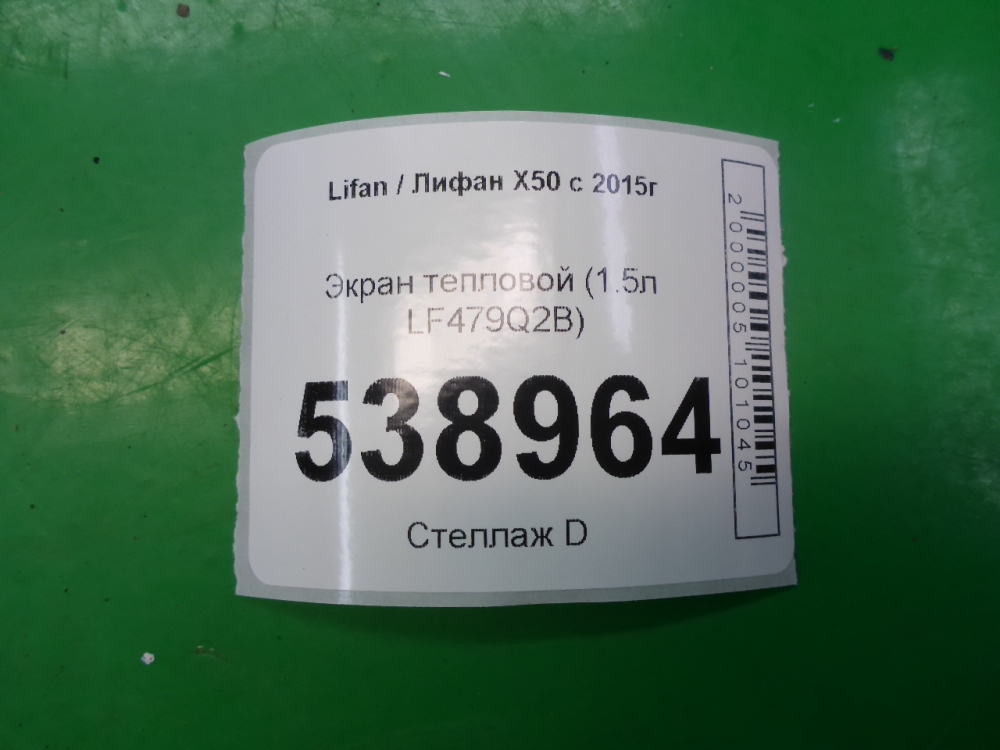 Lifan / Лифан X50 с 2015г
Экран тепловой (1.5л
LF479Q2B)
538964
Стеллаж D
2000005101045